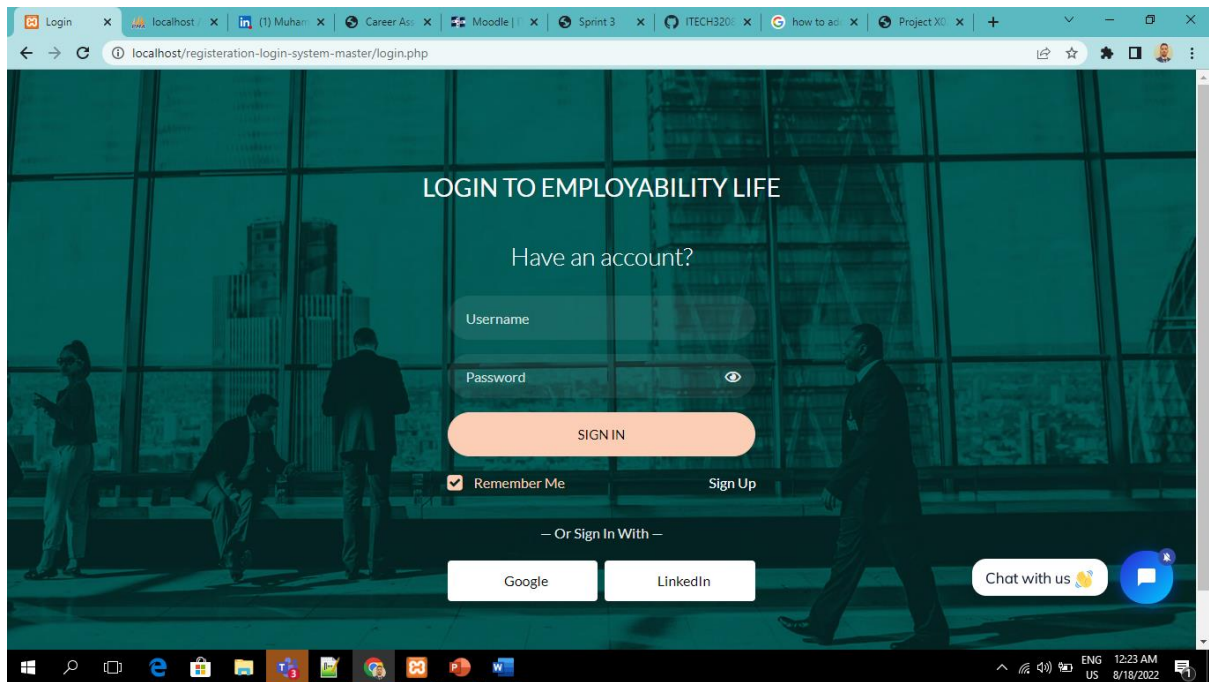 Login
localhost /
(1) Muham
Career Ass
Moodle |
Sprint 3
ITECH3208
how to ad
Project XD
localhost/registeration-login-system-master/login.php
LOGIN TO EMPLOYABILITY LIFE
Have an account?
Username
Password
SIGN IN
Remember Me
Sign Up
— Or Sign In With —
Google
LinkedIn
Chat with us 👋
ENG
US
12:23 AM
8/18/2022